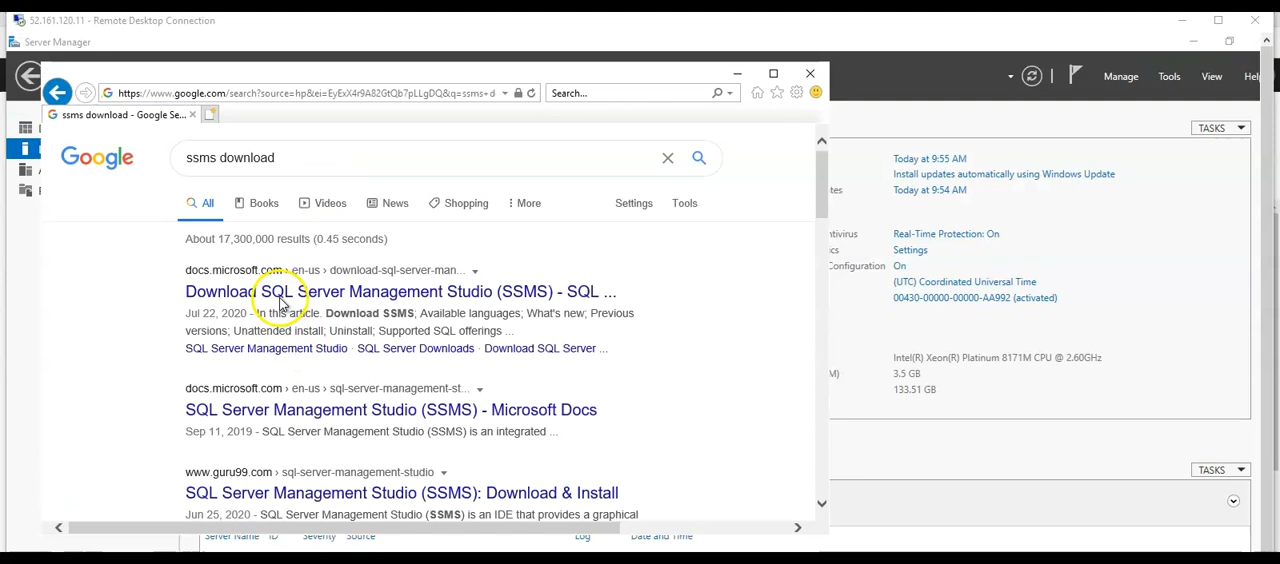 52.161.120.11 - Remote Desktop Connection
Server Manager
Manage Tools View Help
https://www.google.com/search?source=hp&ei=EyExX4r9A82GtQb7pLLgDQ&q=ssms+d
Search...
ssms download - Google Se...
TASKS
Google
ssms download
Today at 9:55 AM
Install updates automatically using Windows Update
Today at 9:54 AM
All Books Videos News Shopping More Settings Tools
About 17,300,000 results (0.45 seconds)
Real-Time Protection: On
Settings
On
(UTC) Coordinated Universal Time
00430-00000-00000-AA992 (activated)
docs.microsoft.com › en-us › download-sql-server-man...
Download SQL Server Management Studio (SSMS) - SQL ...
Jul 22, 2020 - In this article. Download SSMS; Available languages; What's new; Previous
versions; Unattended install; Uninstall; Supported SQL offerings ...
SQL Server Management Studio · SQL Server Downloads · Download SQL Server ...
Intel(R) Xeon(R) Platinum 8171M CPU @ 2.60GHz
3.5 GB
133.51 GB
docs.microsoft.com › en-us › sql-server-management-st...
SQL Server Management Studio (SSMS) - Microsoft Docs
Sep 11, 2019 - SQL Server Management Studio (SSMS) is an integrated ...
www.guru99.com › sql-server-management-studio
SQL Server Management Studio (SSMS): Download & Install
Jun 25, 2020 - SQL Server Management Studio (SSMS) is an IDE that provides a graphical
TASKS
Server Name ID Severity Source Log Date and Time